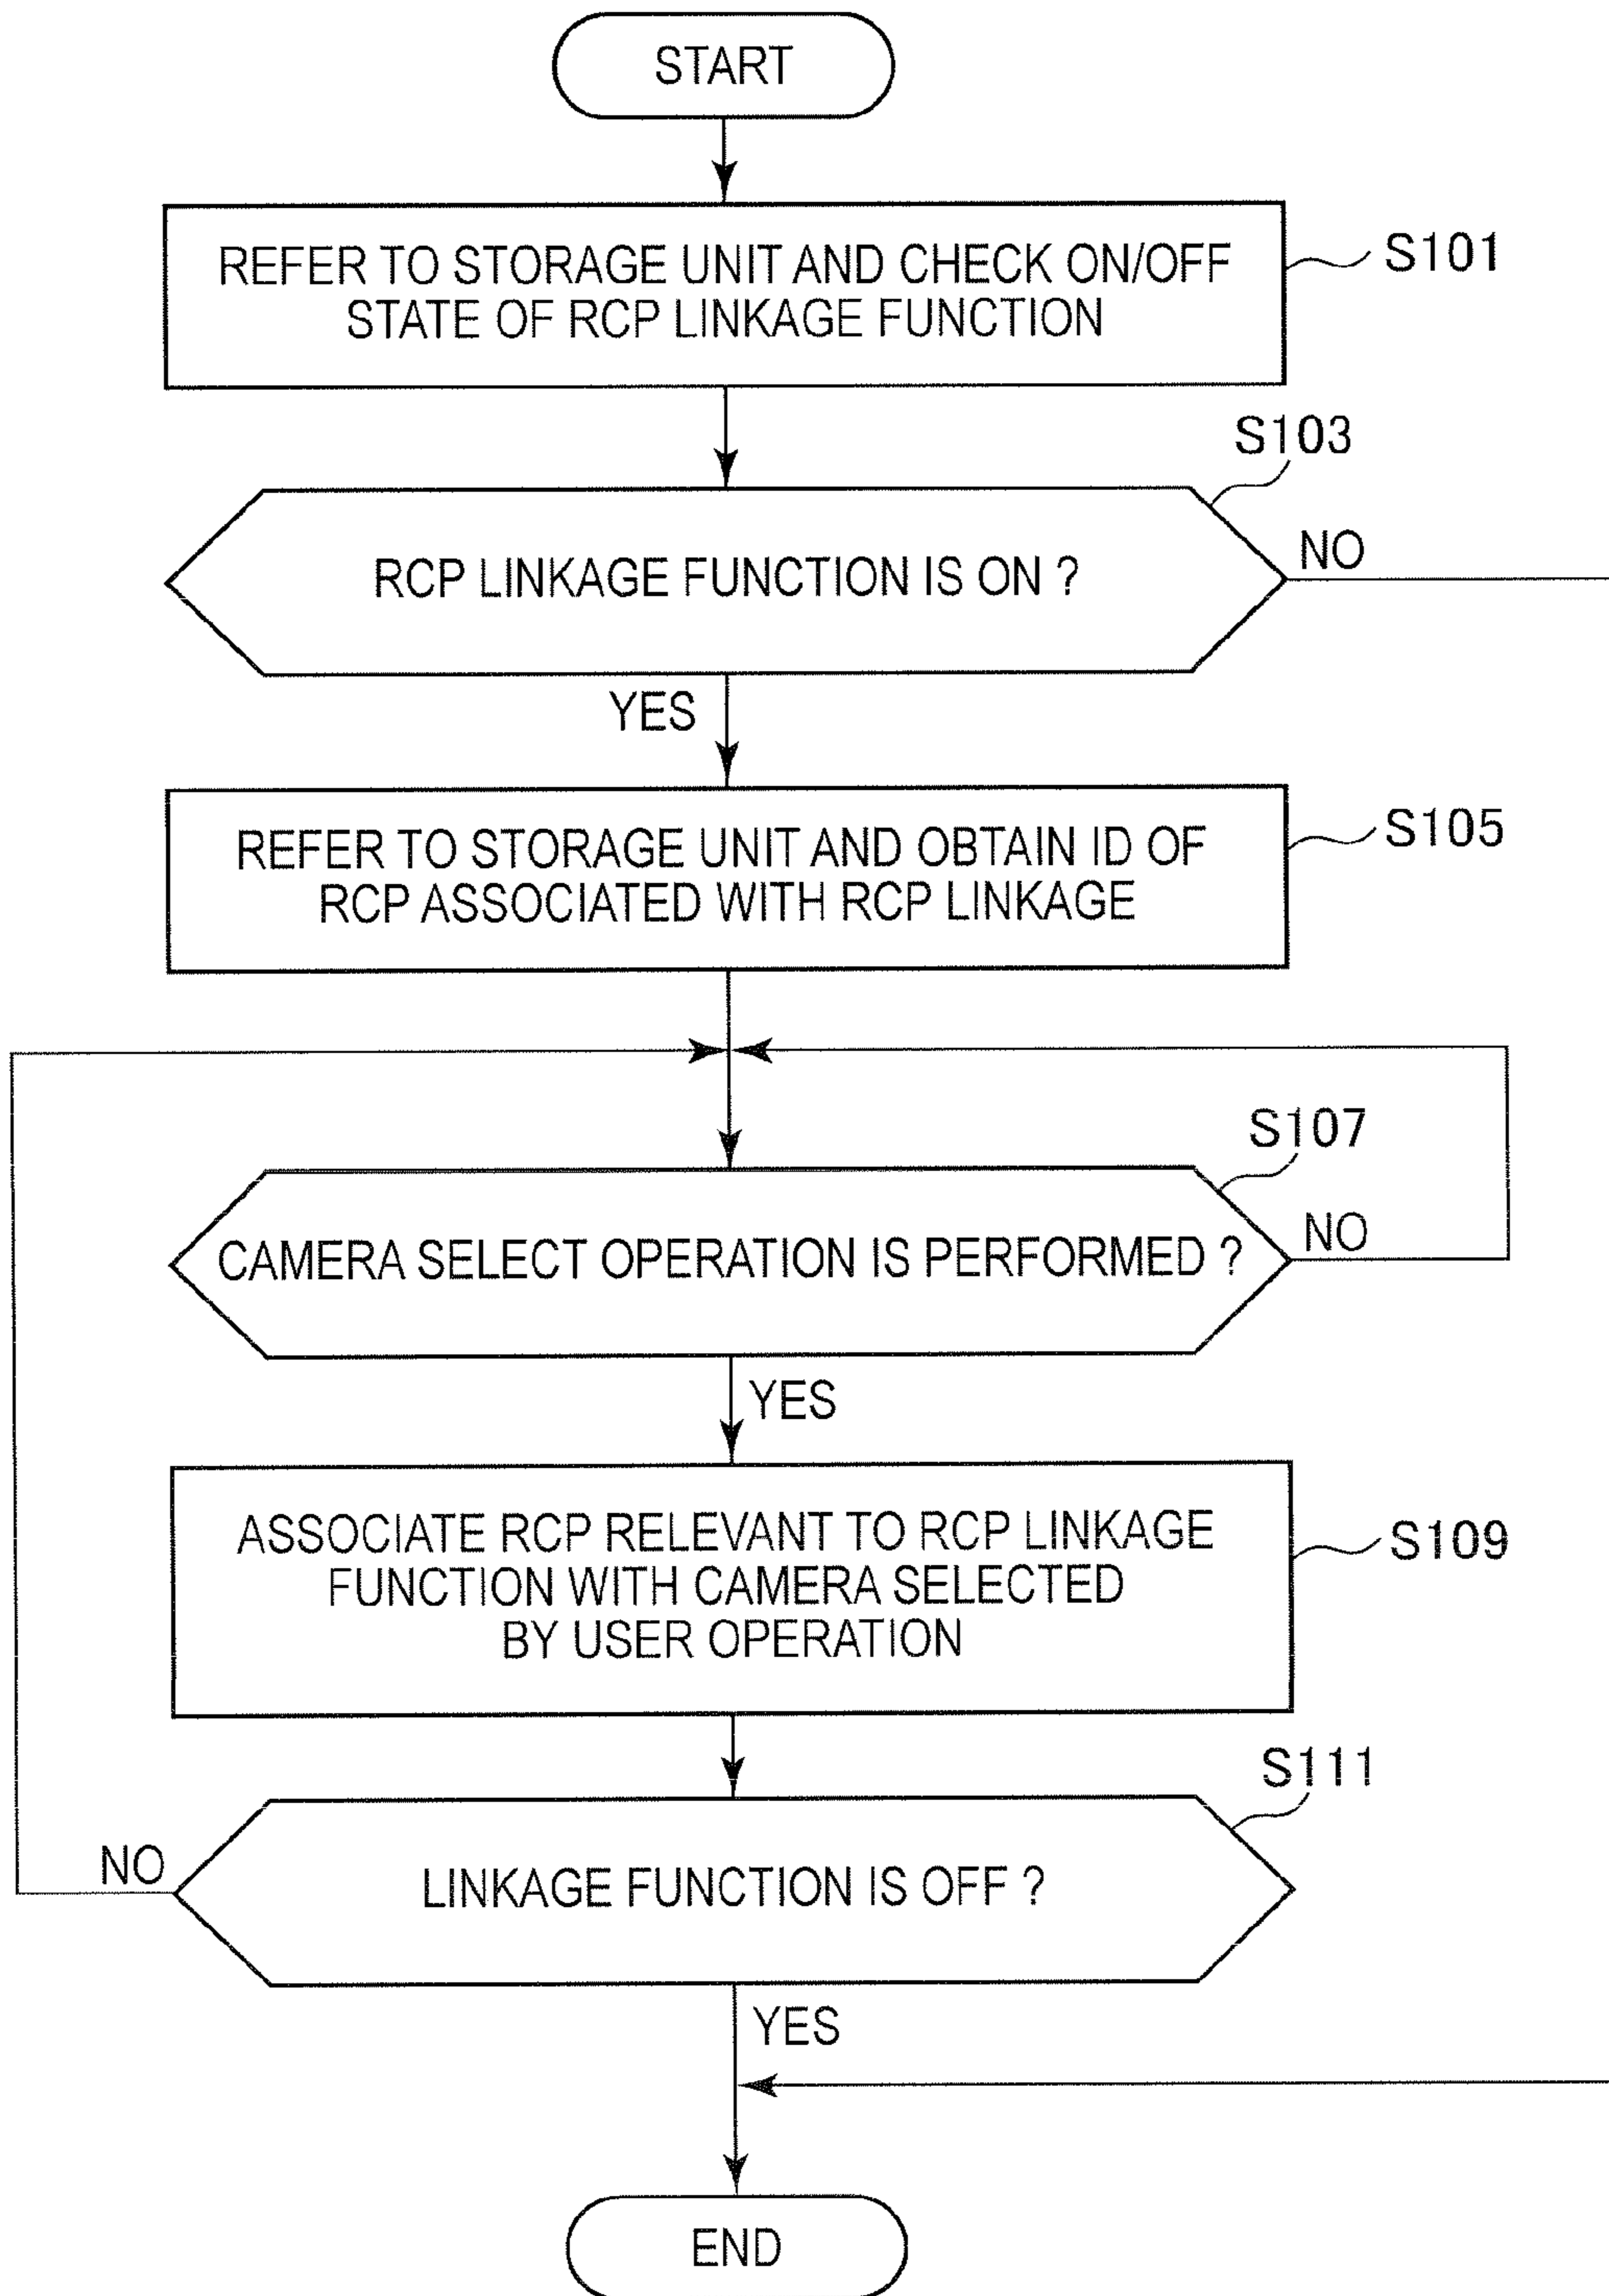 START
REFER TO STORAGE UNIT AND CHECK ON/OFF
STATE OF RCP LINKAGE FUNCTION
S101
S103
RCP LINKAGE FUNCTION IS ON ?
NO
YES
REFER TO STORAGE UNIT AND OBTAIN ID OF
RCP ASSOCIATED WITH RCP LINKAGE
S105
S107
CAMERA SELECT OPERATION IS PERFORMED ?
NO
YES
ASSOCIATE RCP RELEVANT TO RCP LINKAGE
FUNCTION WITH CAMERA SELECTED
BY USER OPERATION
S109
S111
NO
LINKAGE FUNCTION IS OFF ?
YES
END